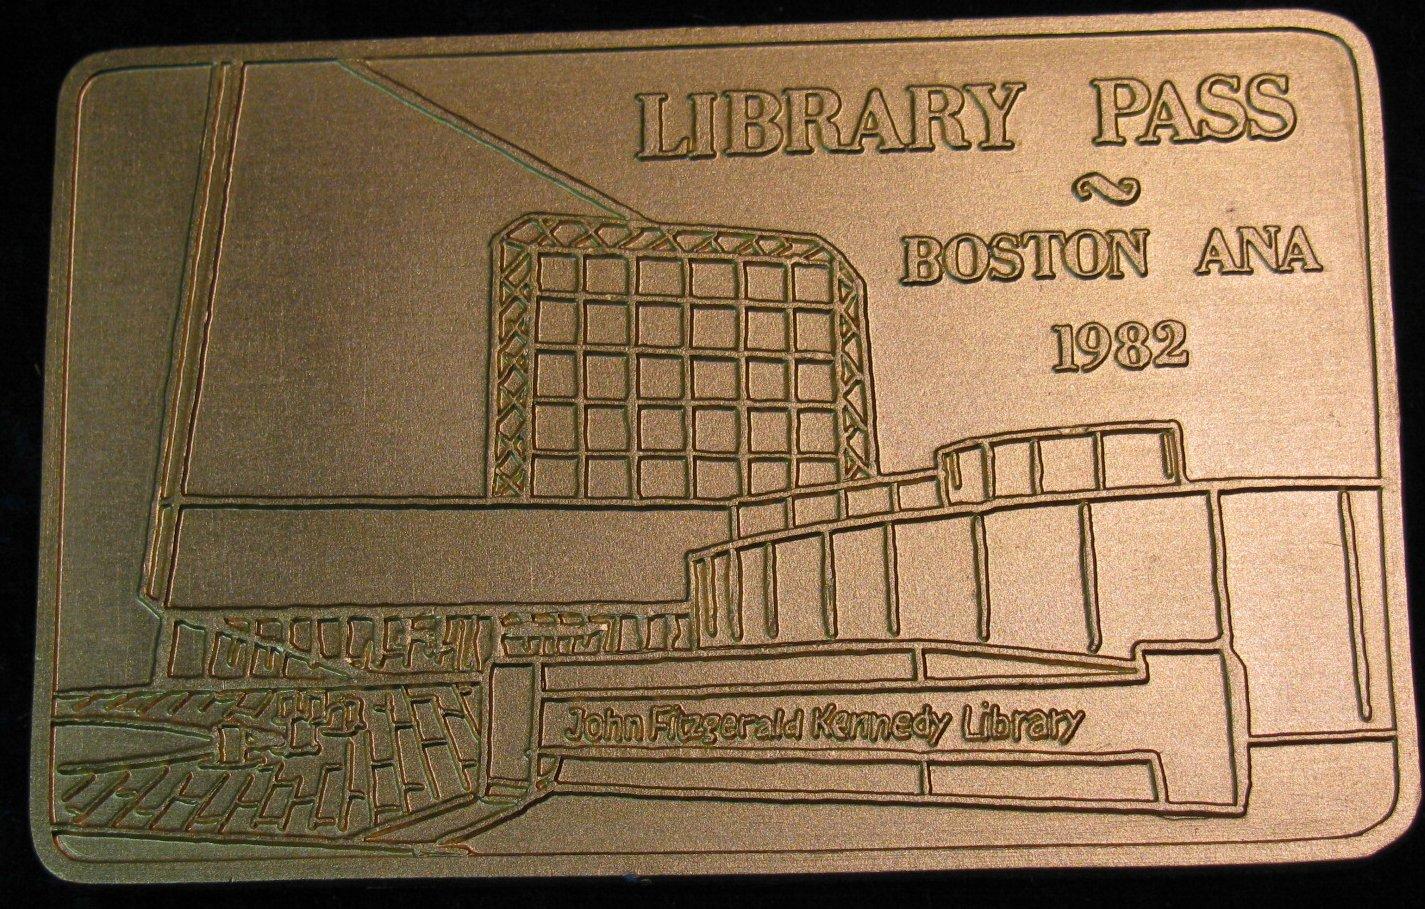 LIBRARY PASS
~
BOSTON ANA
1982
John Fitzgerald Kennedy Library